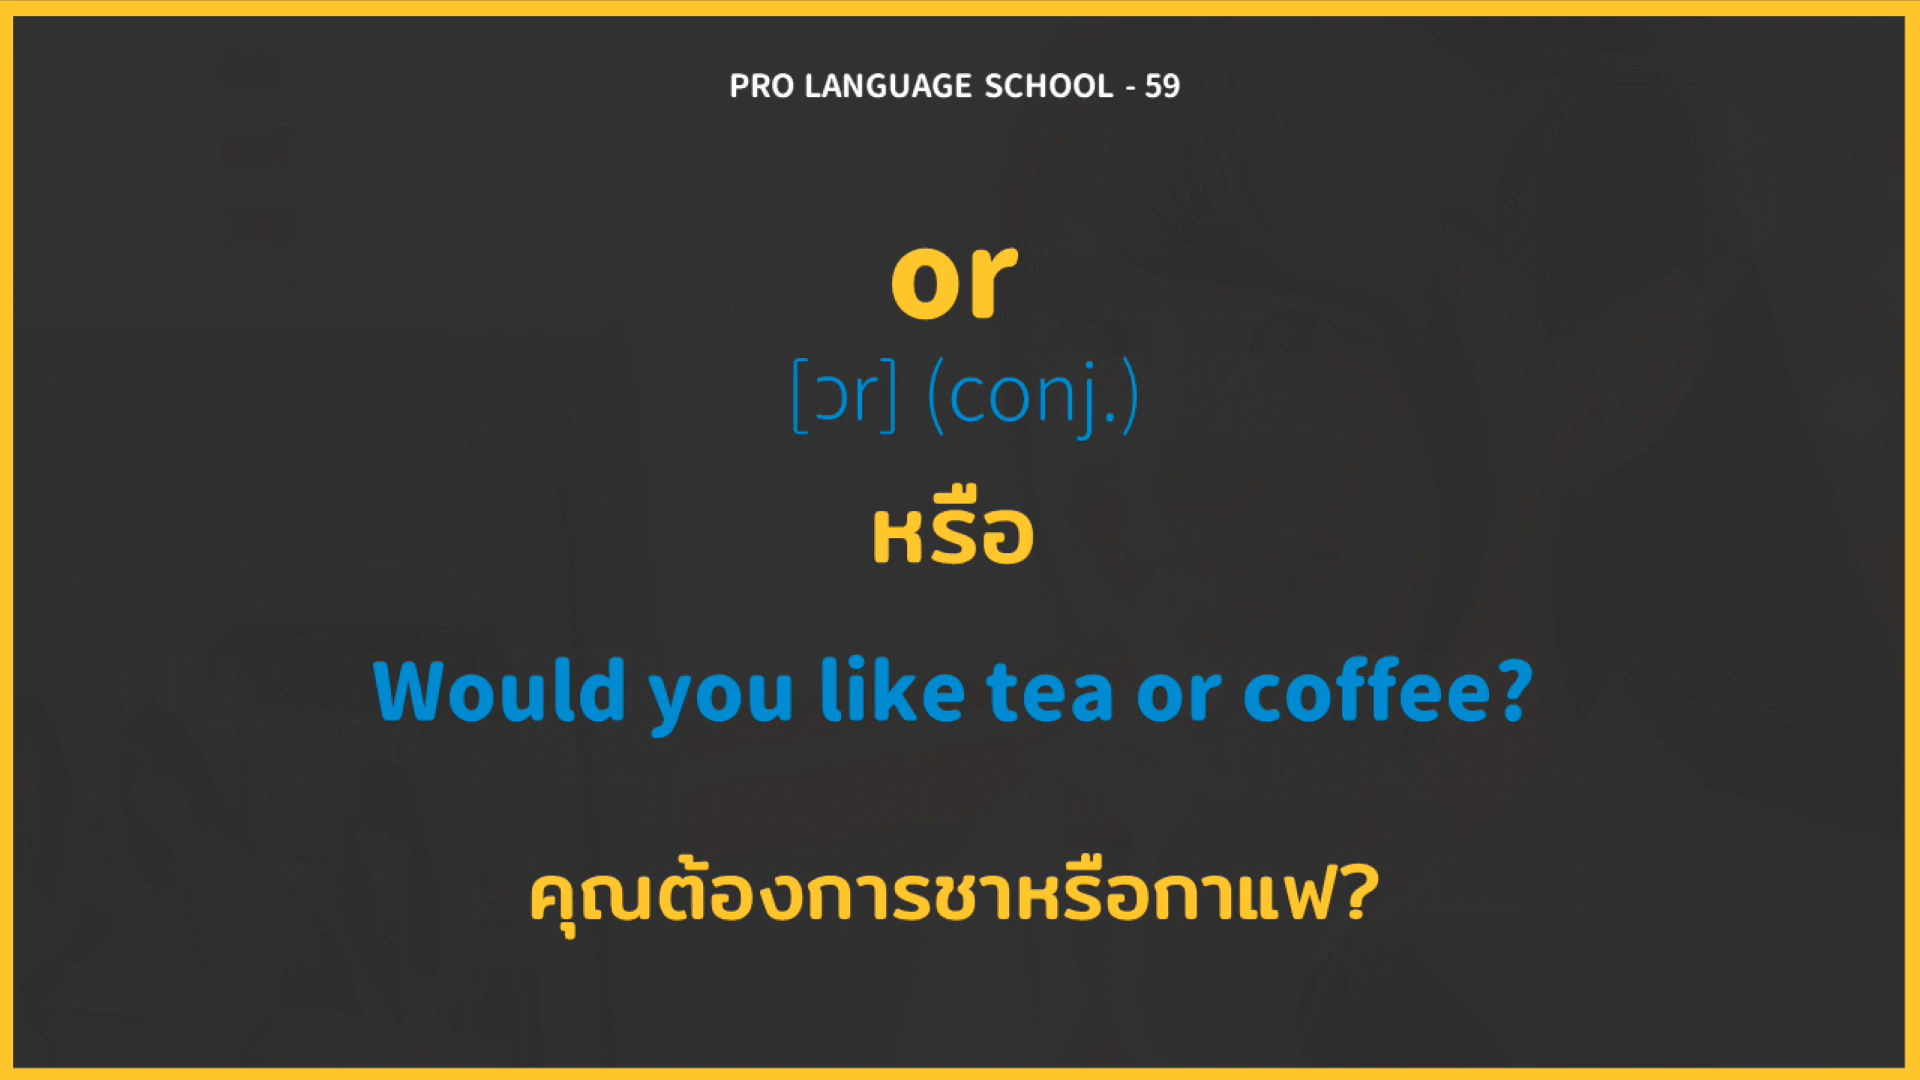 PRO LANGUAGE SCHOOL - 59
or
[ɔr] (conj.)
หรือ
Would you like tea or coffee?
คุณต้องการชาหรือกาแฟ?